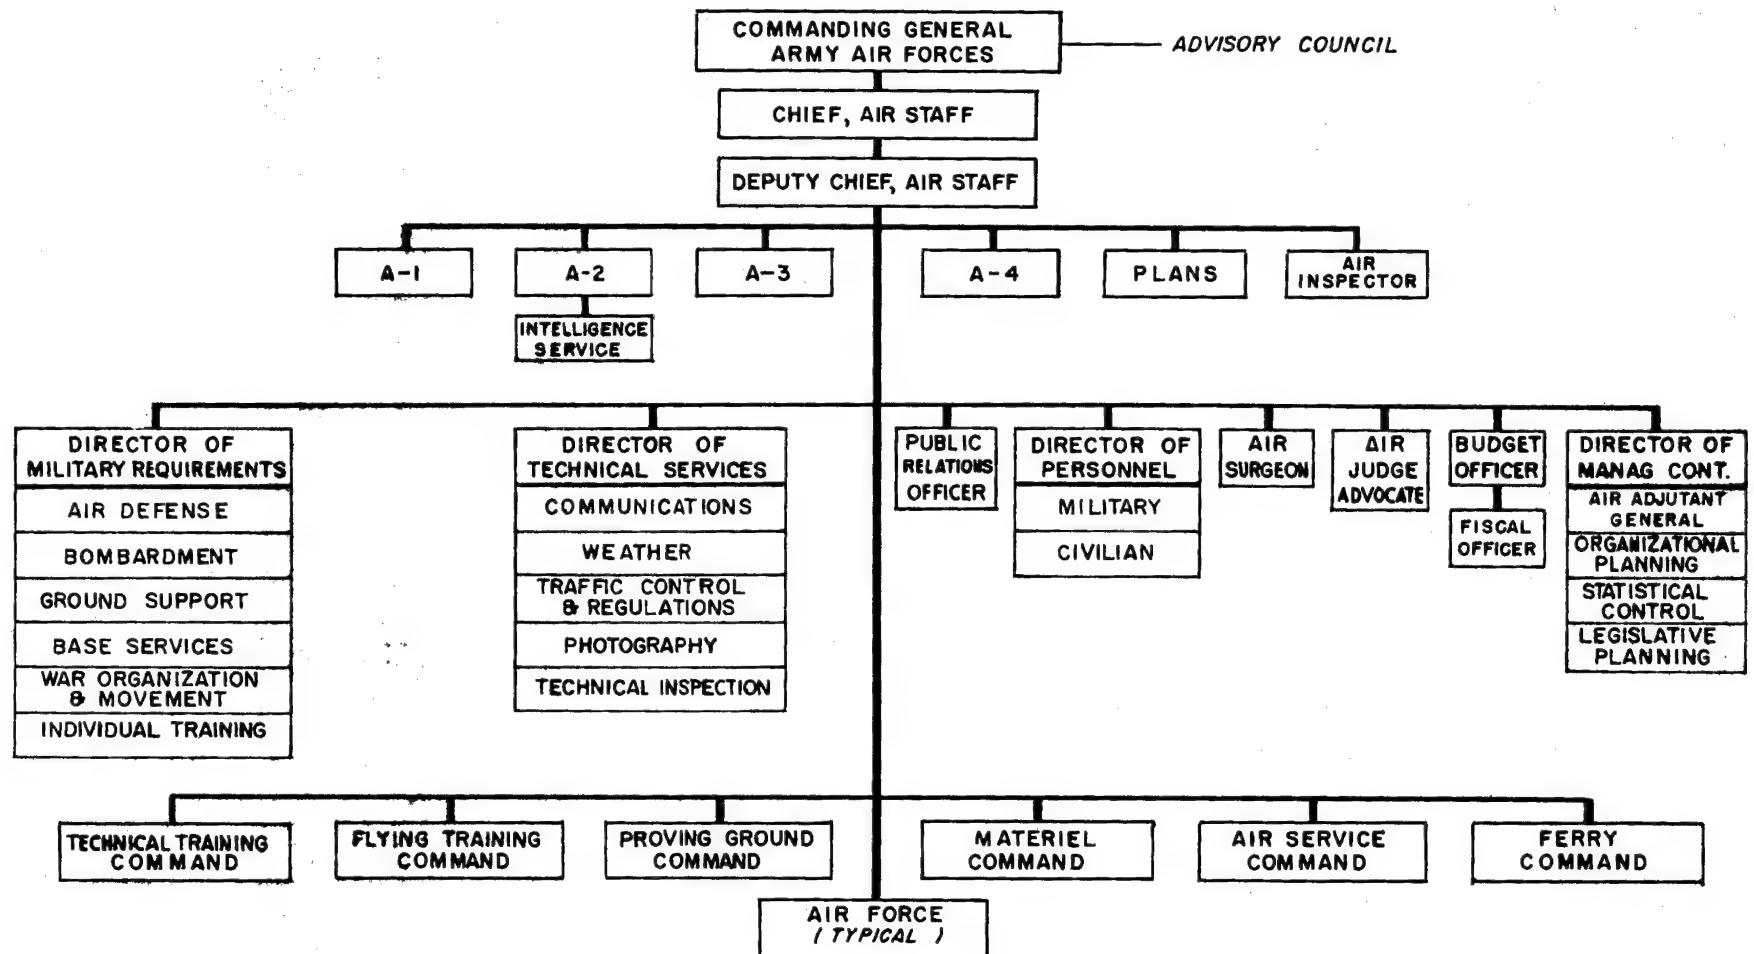 COMMANDING GENERAL
ARMY AIR FORCES
ADVISORY COUNCIL
CHIEF, AIR STAFF
DEPUTY CHIEF, AIR STAFF
A-1
A-2
A-3
A-4
PLANS
AIR
INSPECTOR
INTELLIGENCE
SERVICE
DIRECTOR OF
MILITARY REQUIREMENTS
AIR DEFENSE
BOMBARDMENT
GROUND SUPPORT
BASE SERVICES
WAR ORGANIZATION
& MOVEMENT
INDIVIDUAL TRAINING
DIRECTOR OF
TECHNICAL SERVICES
COMMUNICATIONS
WEATHER
TRAFFIC CONTROL
& REGULATIONS
PHOTOGRAPHY
TECHNICAL INSPECTION
PUBLIC
RELATIONS
OFFICER
DIRECTOR OF
PERSONNEL
MILITARY
CIVILIAN
AIR
SURGEON
AIR
JUDGE
ADVOCATE
BUDGET
OFFICER
FISCAL
OFFICER
DIRECTOR OF
MANAG CONT.
AIR ADJUTANT
GENERAL
ORGANIZATIONAL
PLANNING
STATISTICAL
CONTROL
LEGISLATIVE
PLANNING
TECHNICAL TRAINING
COMMAND
FLYING TRAINING
COMMAND
PROVING GROUND
COMMAND
MATERIEL
COMMAND
AIR SERVICE
COMMAND
FERRY
COMMAND
AIR FORCE
( TYPICAL )